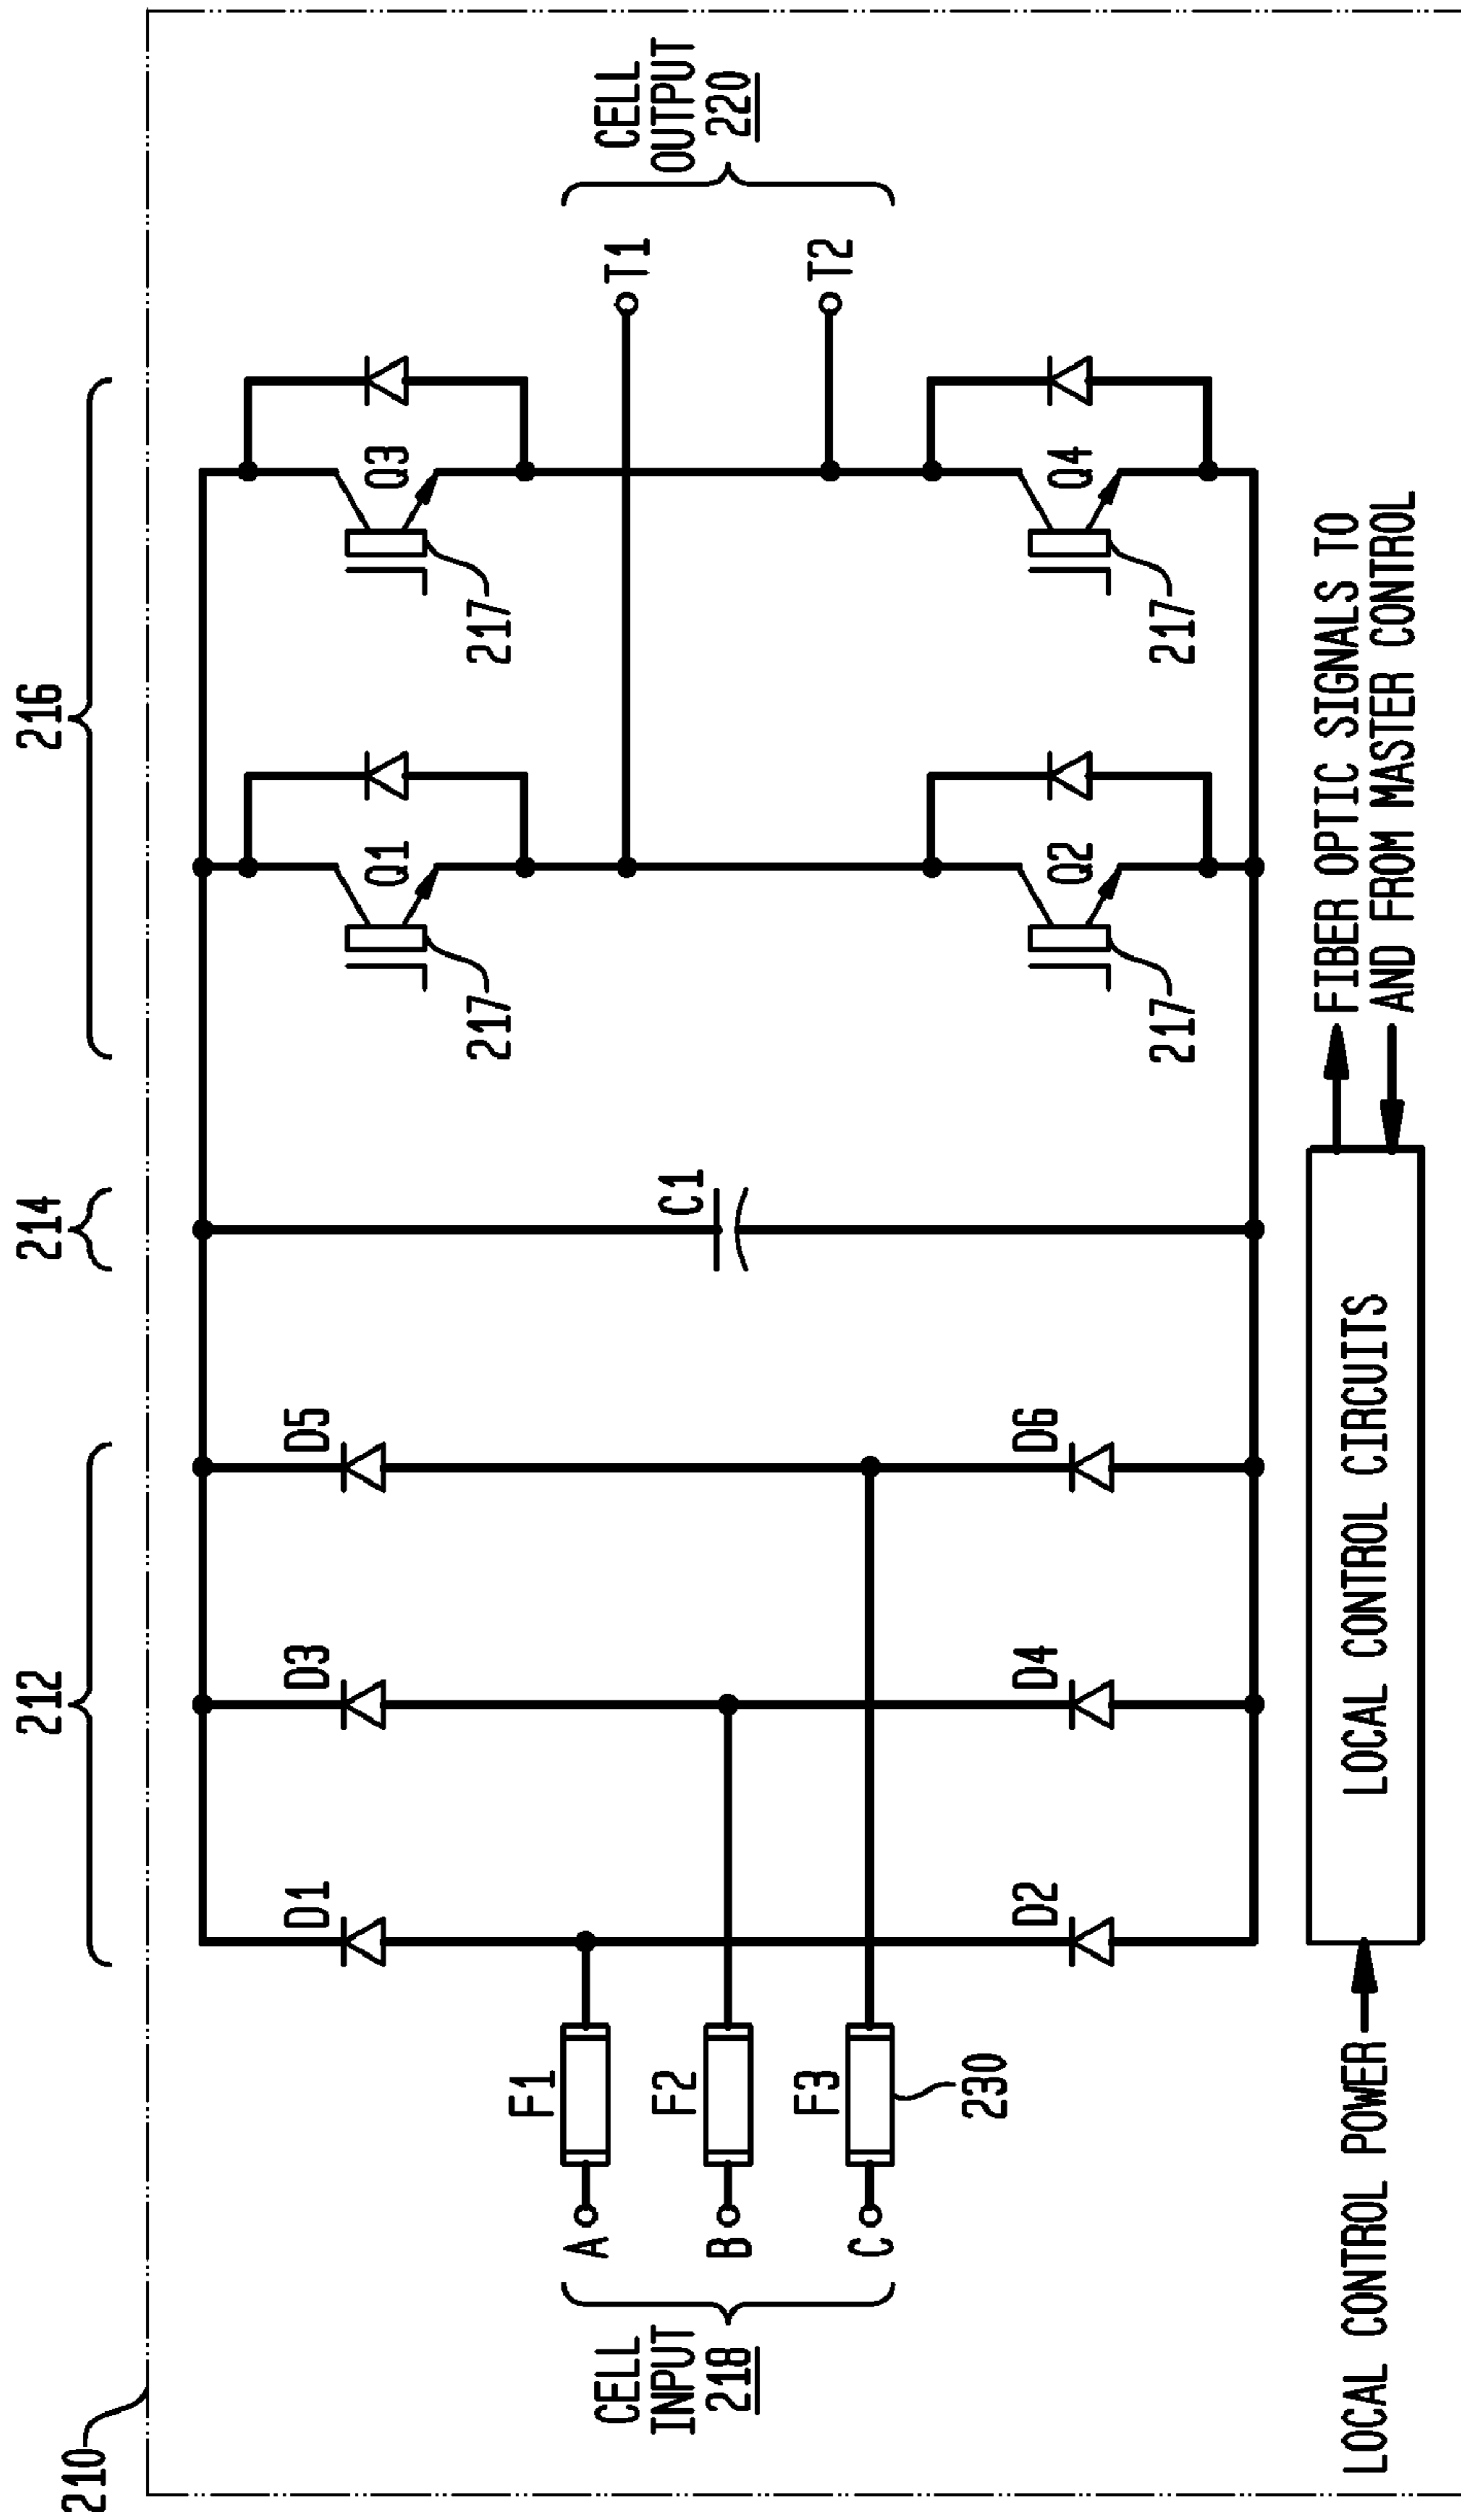 210
212
214
216
CELL
INPUT
218
A
B
C
F1
F2
F3
230
D1
D3
D5
D2
D4
D6
C1
Q1
217
Q3
217
Q2
217
Q4
217
T1
T2
CELL
OUTPUT
220
LOCAL CONTROL POWER
LOCAL CONTROL CIRCUITS
FIBER OPTIC SIGNALS TO
AND FROM MASTER CONTROL